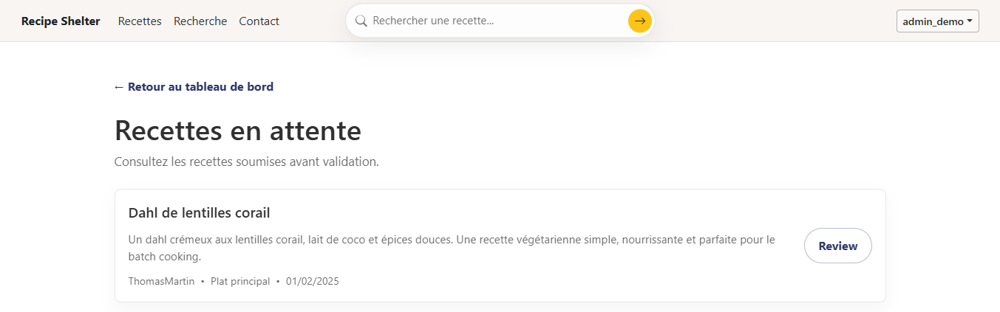 Recipe Shelter Recettes Recherche Contact Rechercher une recette... → admin_demo
← Retour au tableau de bord
Recettes en attente
Consultez les recettes soumises avant validation.
Dahl de lentilles corail
Un dahl crémeux aux lentilles corail, lait de coco et épices douces. Une recette végétarienne simple, nourrissante et parfaite pour le
batch cooking.
Review
ThomasMartin • Plat principal • 01/02/2025